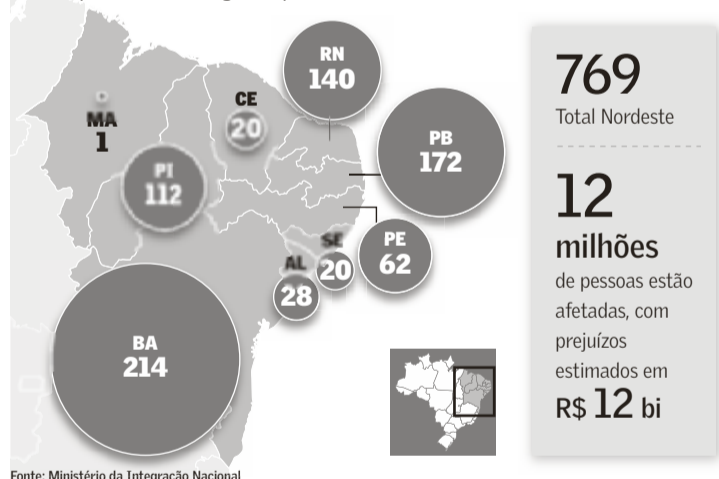 RN
140
CE
20
MA
1
PB
172
PI
112
PE
62
SE
20
AL
28
BA
214
769
Total Nordeste
12
milhões
de pessoas estão
afetadas, com
prejuízos
estimados em
R$ 12 bi
Fonte: Ministério da Integração Nacional